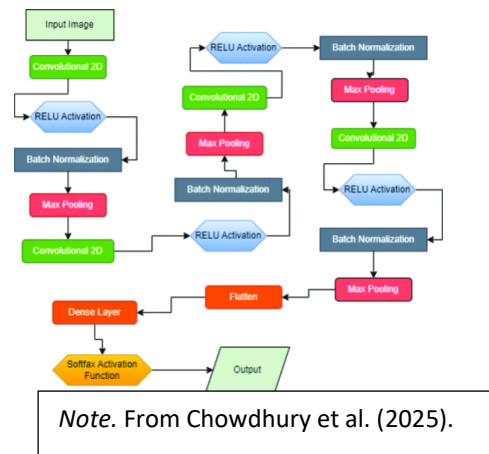 Input Image
Convolutional 2D
RELU Activation
Batch Normalization
Max Pooling
Convolutional 2D
RELU Activation
Batch Normalization
Max Pooling
Convolutional 2D
RELU Activation
Batch Normalization
Max Pooling
Convolutional 2D
RELU Activation
Batch Normalization
Max Pooling
Flatten
Dense Layer
Softfax Activation
Function
Output
Note. From Chowdhury et al. (2025).